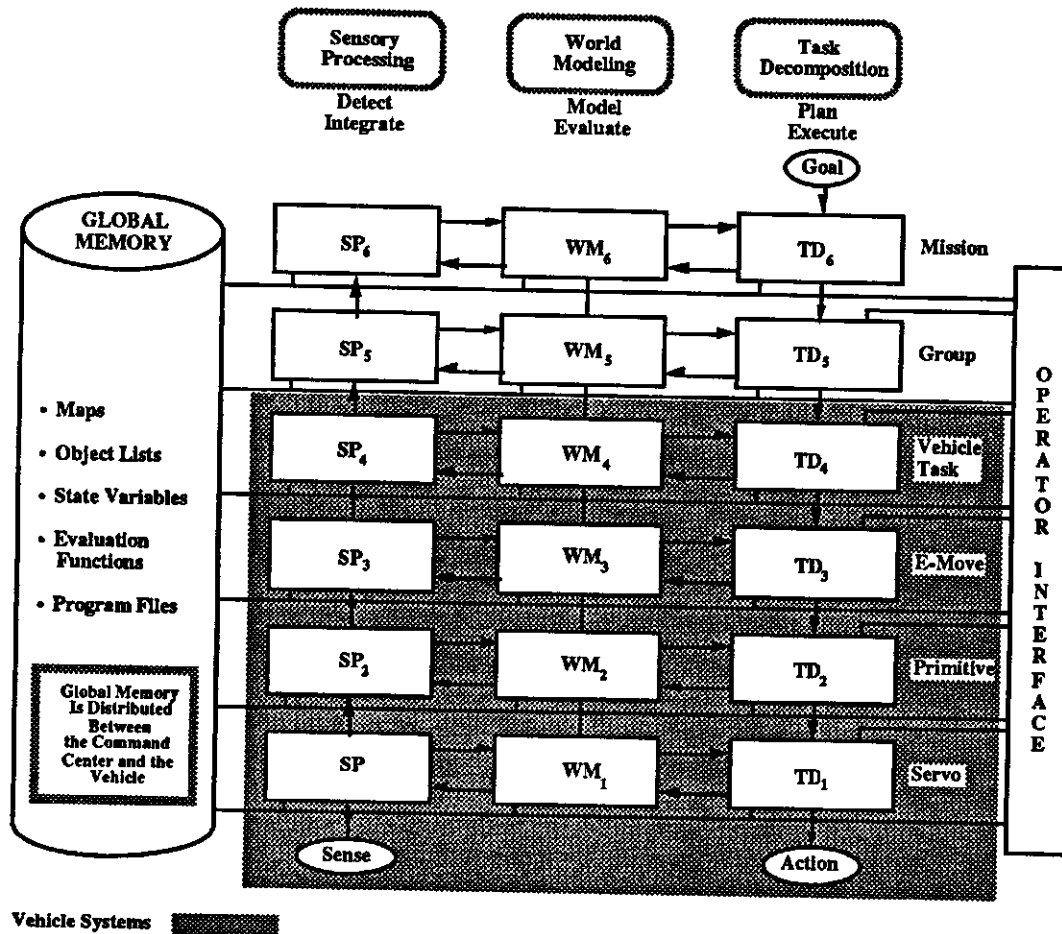 Sensory
Processing
World
Modeling
Task
Decomposition
Detect
Integrate
Model
Evaluate
Plan
Execute
Goal
GLOBAL
MEMORY
SP6
WM6
TD6
Mission
SP5
WM5
TD5
Group
• Maps
• Object Lists
• State Variables
• Evaluation
Functions
• Program Files
SP4
WM4
TD4
Vehicle
Task
SP3
WM3
TD3
E-Move
SP2
WM2
TD2
Primitive
Global Memory
Is Distributed
Between
the Command
Center and the
Vehicle
SP
WM1
TD1
Servo
Sense
Action
OPERATOR INTERFACE
Vehicle Systems